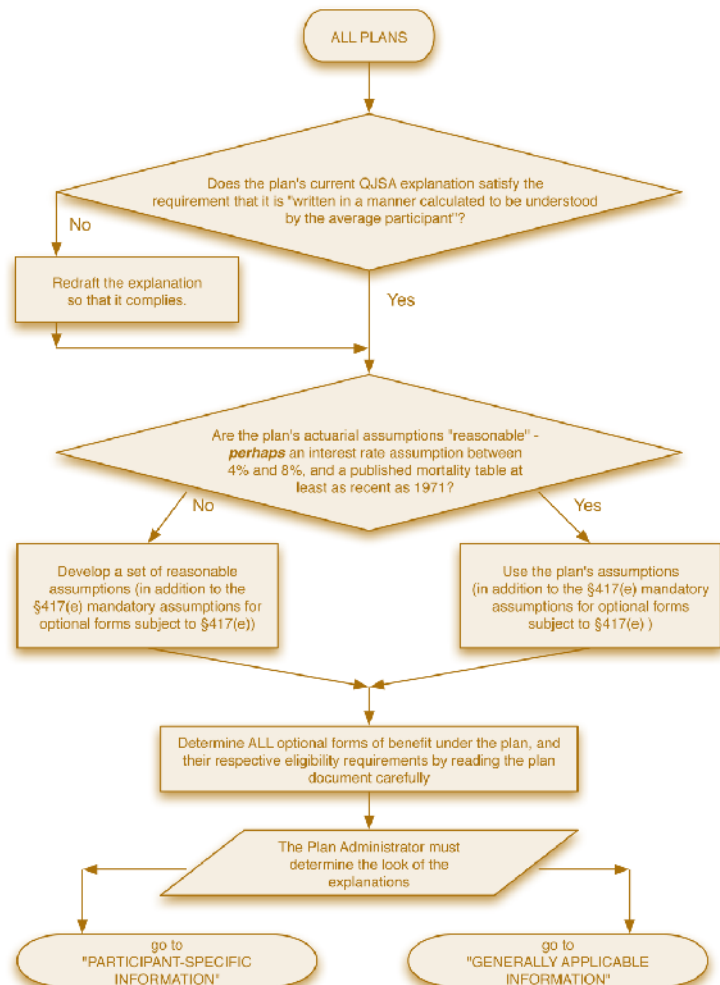 ALL PLANS
Does the plan's current QJSA explanation satisfy the
requirement that it is "written in a manner calculated to be understood
by the average participant"?
No
Redraft the explanation
so that it complies.
Yes
Are the plan's actuarial assumptions "reasonable" -
perhaps an interest rate assumption between
4% and 8%, and a published mortality table at
least as recent as 1971?
No
Yes
Develop a set of reasonable
assumptions (in addition to the
§417(e) mandatory assumptions for
optional forms subject to §417(e))
Use the plan's assumptions
(in addition to the §417(e) mandatory
assumptions for optional forms
subject to §417(e) )
Determine ALL optional forms of benefit under the plan, and
their respective eligibility requirements by reading the plan
document carefully
The Plan Administrator must
determine the look of the
explanations
go to
"PARTICIPANT-SPECIFIC
INFORMATION"
go to
"GENERALLY APPLICABLE
INFORMATION"